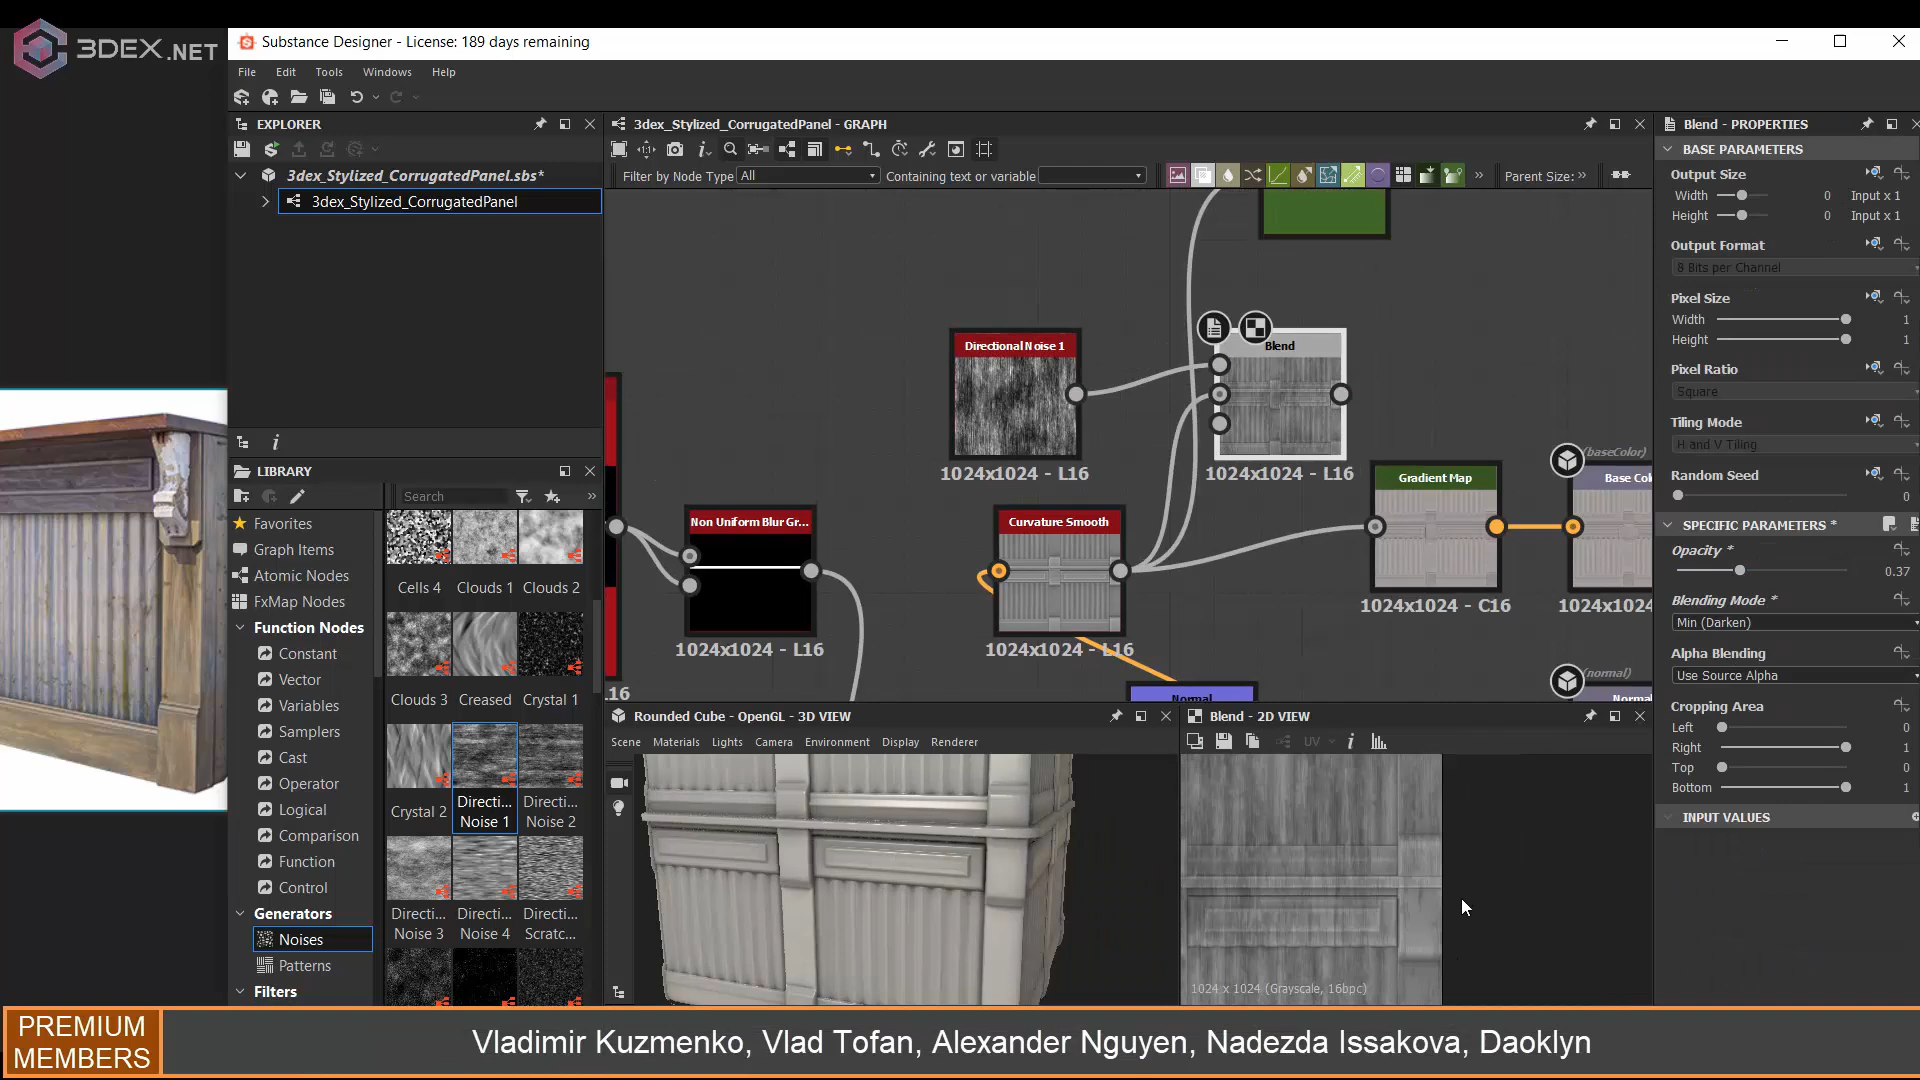 3DEX.NET
Substance Designer - License: 189 days remaining
File Edit Tools Windows Help
EXPLORER
3dex_Stylized_CorrugatedPanel.sbs*
3dex_Stylized_CorrugatedPanel
LIBRARY
Search
Favorites
Graph Items
Atomic Nodes
FxMap Nodes
Function Nodes
Constant
Vector
Variables
Samplers
Cast
Operator
Logical
Comparison
Function
Control
Generators
Noises
Patterns
Filters
Cells 4 Clouds 1 Clouds 2
Clouds 3 Creased Crystal 1
Crystal 2 Directi... Noise 1 Directi... Noise 2
Directi... Noise 3 Directi... Noise 4 Directi... Scratc...
3dex_Stylized_CorrugatedPanel - GRAPH
Filter by Node Type All Containing text or variable Parent Size:
Directional Noise 1
1024x1024 - L16
Blend
1024x1024 - L16
Non Uniform Blur Gr...
1024x1024 - L16
Curvature Smooth
1024x1024 - L16
Gradient Map
1024x1024 - C16
(baseColor)
Base Col
1024x1024
.16
Normal
(normal)
Normal
Rounded Cube - OpenGL - 3D VIEW
Scene Materials Lights Camera Environment Display Renderer
Blend - 2D VIEW
UV
1024 x 1024 (Grayscale, 16bpc)
Blend - PROPERTIES
BASE PARAMETERS
Output Size
Width 0 Input x 1
Height 0 Input x 1
Output Format
8 Bits per Channel
Pixel Size
Width 1
Height 1
Pixel Ratio
Square
Tiling Mode
H and V Tiling
Random Seed
0
SPECIFIC PARAMETERS *
Opacity *
0.37
Blending Mode *
Min (Darken)
Alpha Blending
Use Source Alpha
Cropping Area
Left 0
Right 1
Top 0
Bottom 1
INPUT VALUES
PREMIUM
MEMBERS
Vladimir Kuzmenko, Vlad Tofan, Alexander Nguyen, Nadezda Issakova, Daoklyn